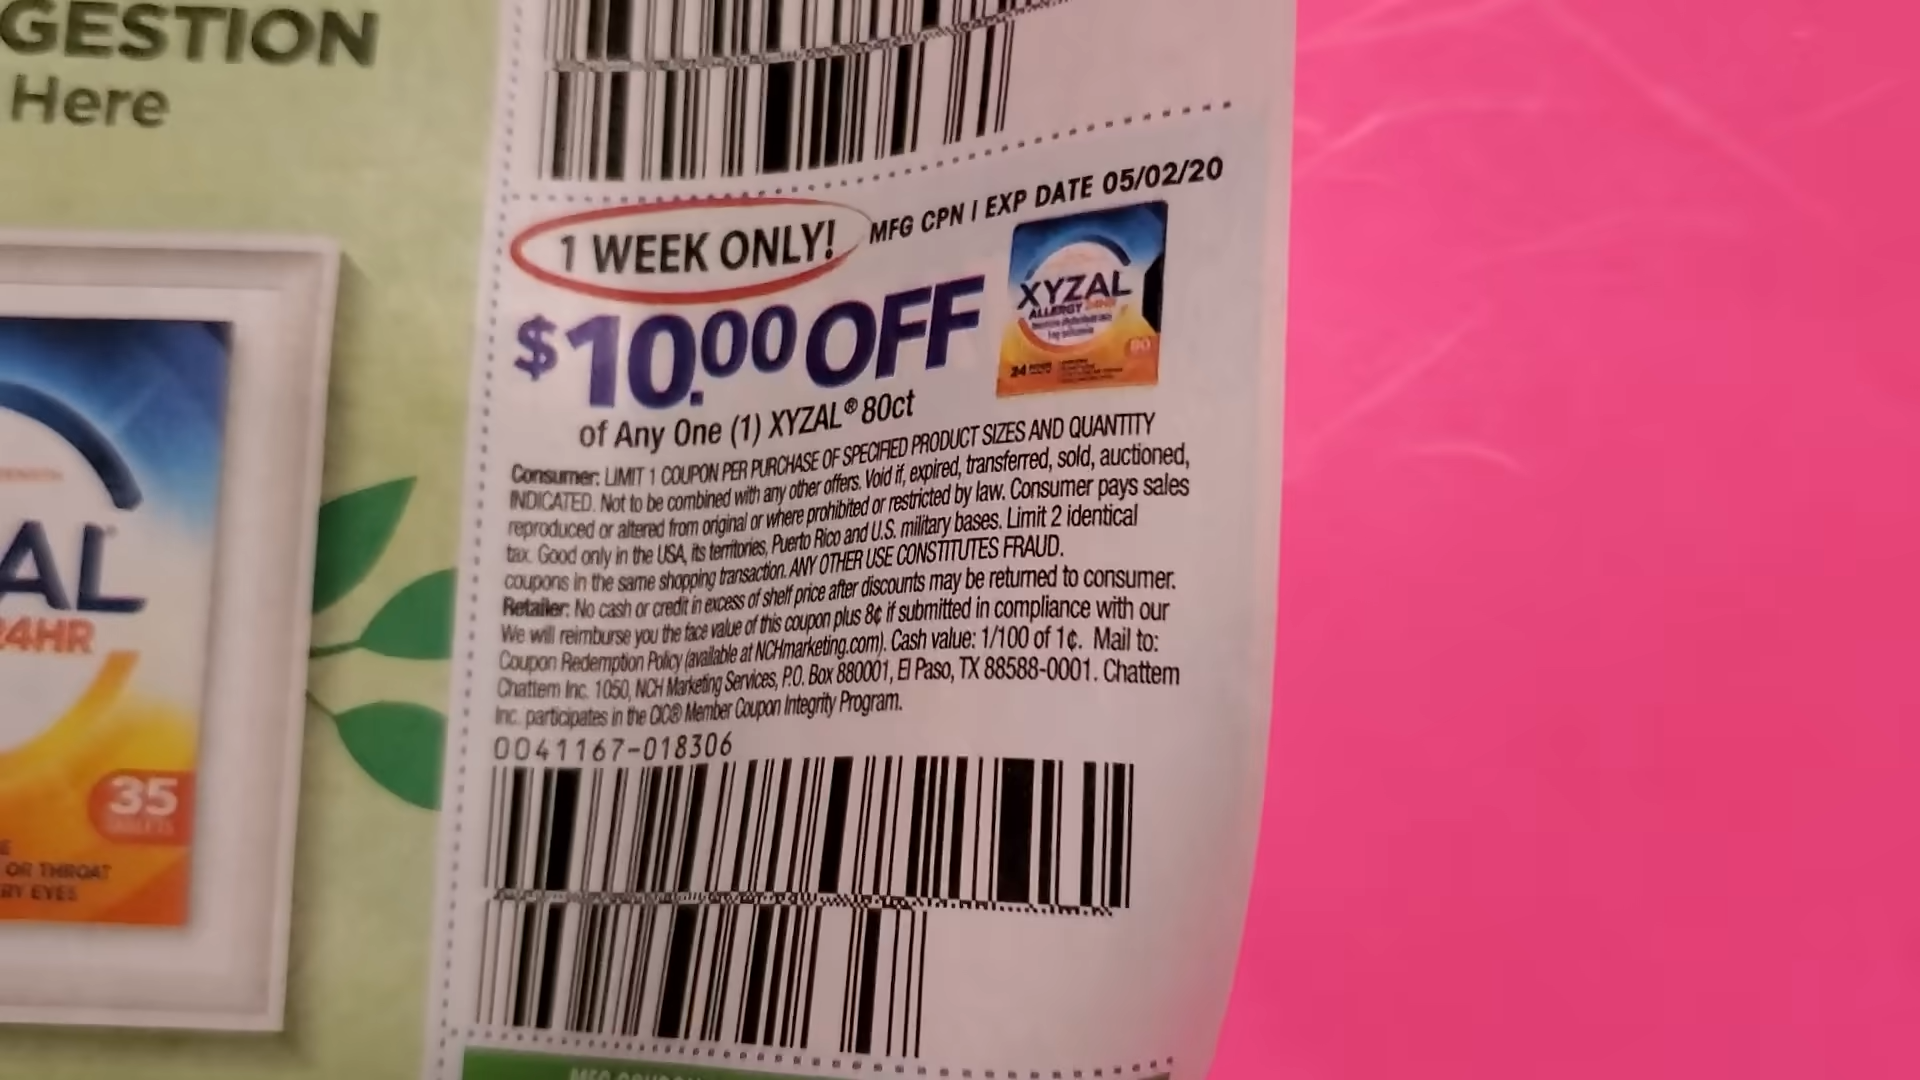 GESTION
Here
1 WEEK ONLY!
MFG CPN | EXP DATE 05/02/20
$10.00 OFF
of Any One (1) XYZAL® 80ct
XYZAL
ALLERGY 24HR
80
24
Consumer: LIMIT 1 COUPON PER PURCHASE OF SPECIFIED PRODUCT SIZES AND QUANTITY
INDICATED. Not to be combined with any other offers. Void if, expired, transferred, sold, auctioned,
reproduced or altered from original or where prohibited or restricted by law. Consumer pays sales
tax. Good only in the USA, its territories, Puerto Rico and U.S. military bases. Limit 2 identical
coupons in the same shopping transaction. ANY OTHER USE CONSTITUTES FRAUD.
Retailer: No cash or credit in excess of shelf price after discounts may be returned to consumer.
We will reimburse you the face value of this coupon plus 8¢ if submitted in compliance with our
Coupon Redemption Policy (available at NCHmarketing.com). Cash value: 1/100 of 1¢. Mail to:
Chattem Inc. 1050, NCH Marketing Services, P.O. Box 880001, El Paso, TX 88588-0001. Chattem
Inc. participates in the CIC® Member Coupon Integrity Program.
0041167-018306
AL
24HR
35
TABLETS
OR THROAT
RY EYES